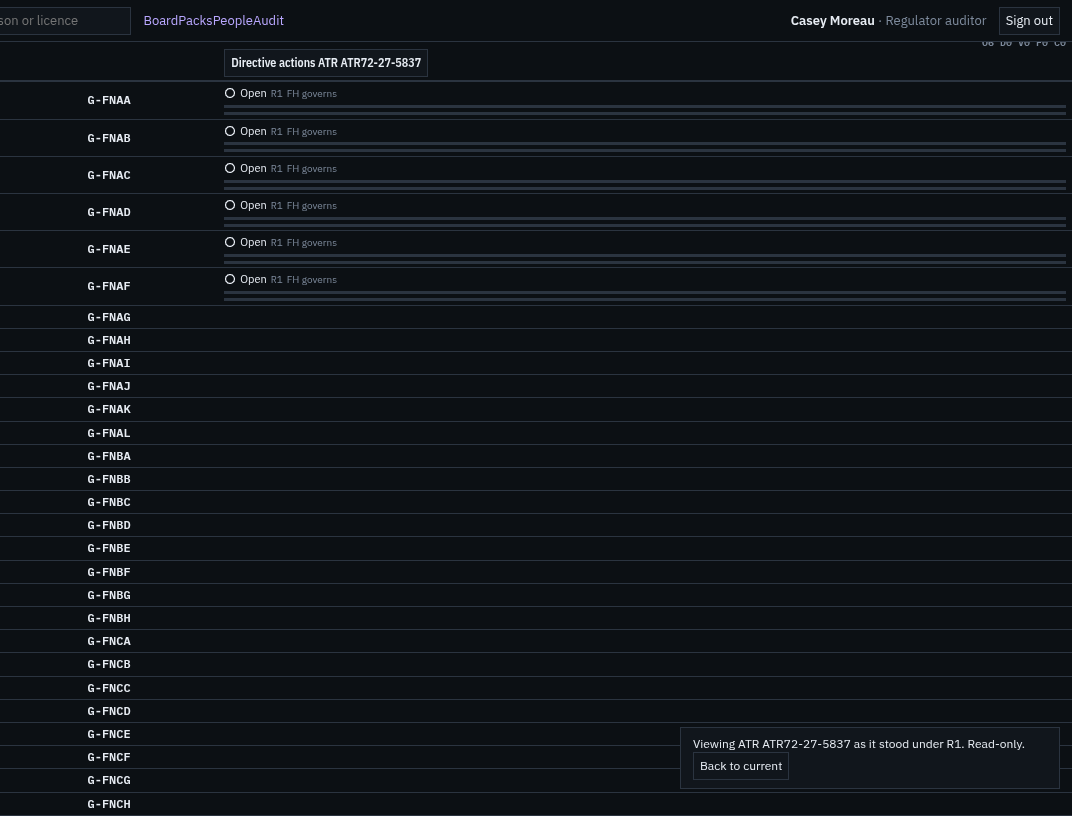 son or licence BoardPacksPeopleAudit Casey Moreau · Regulator auditor Sign out
Directive actions ATR ATR72-27-5837
G-FNAA Open R1 FH governs
G-FNAB Open R1 FH governs
G-FNAC Open R1 FH governs
G-FNAD Open R1 FH governs
G-FNAE Open R1 FH governs
G-FNAF Open R1 FH governs
G-FNAG
G-FNAH
G-FNAI
G-FNAJ
G-FNAK
G-FNAL
G-FNBA
G-FNBB
G-FNBC
G-FNBD
G-FNBE
G-FNBF
G-FNBG
G-FNBH
G-FNCA
G-FNCB
G-FNCC
G-FNCD
G-FNCE
G-FNCF
G-FNCG
G-FNCH
Viewing ATR ATR72-27-5837 as it stood under R1. Read-only.
Back to current